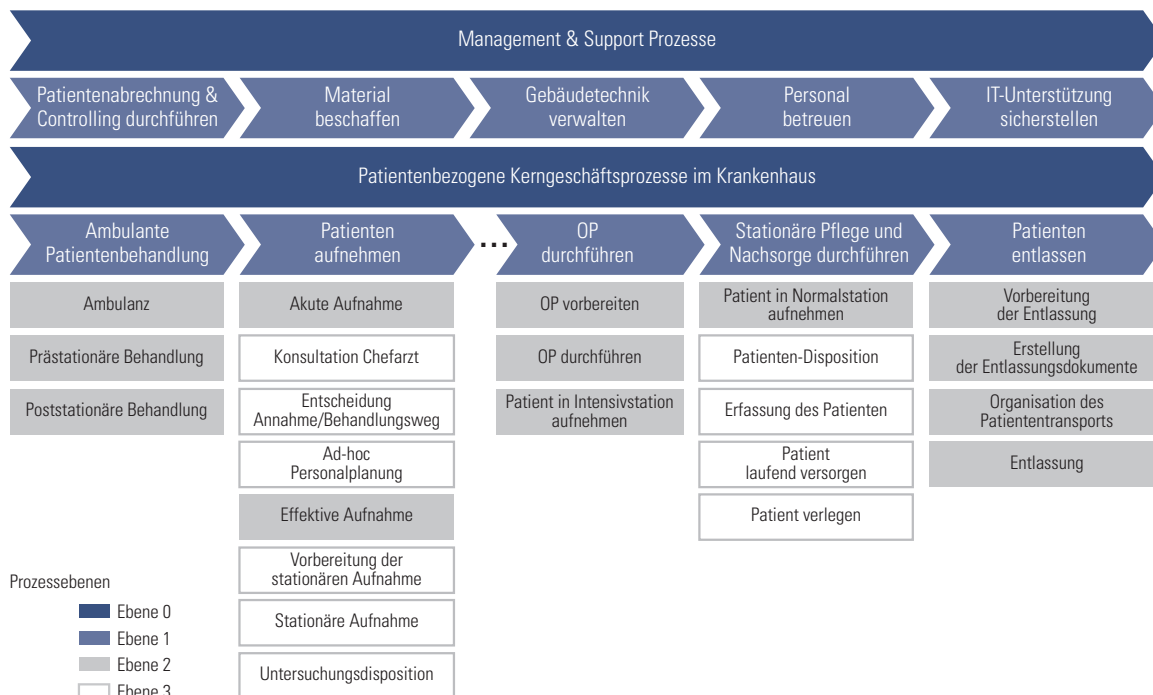 Management & Support Prozesse
Patientenabrechnung &
Controlling durchführen
Material
beschaffen
Gebäudetechnik
verwalten
Personal
betreuen
IT-Unterstützung
sicherstellen
Patientenbezogene Kerngeschäftsprozesse im Krankenhaus
Ambulante
Patientenbehandlung
Patienten
aufnehmen
...
OP
durchführen
Stationäre Pflege und
Nachsorge durchführen
Patienten
entlassen
Ambulanz
Prästationäre Behandlung
Poststationäre Behandlung
Akute Aufnahme
Konsultation Chefarzt
Entscheidung
Annahme/Behandlungsweg
Ad-hoc
Personalplanung
Effektive Aufnahme
Vorbereitung der
stationären Aufnahme
Stationäre Aufnahme
Untersuchungsdisposition
OP vorbereiten
OP durchführen
Patient in Intensivstation
aufnehmen
Patient in Normalstation
aufnehmen
Patienten-Disposition
Erfassung des Patienten
Patient
laufend versorgen
Patient verlegen
Vorbereitung
der Entlassung
Erstellung
der Entlassungsdokumente
Organisation des
Patiententransports
Entlassung
Prozessebenen
Ebene 0
Ebene 1
Ebene 2
Ebene 3